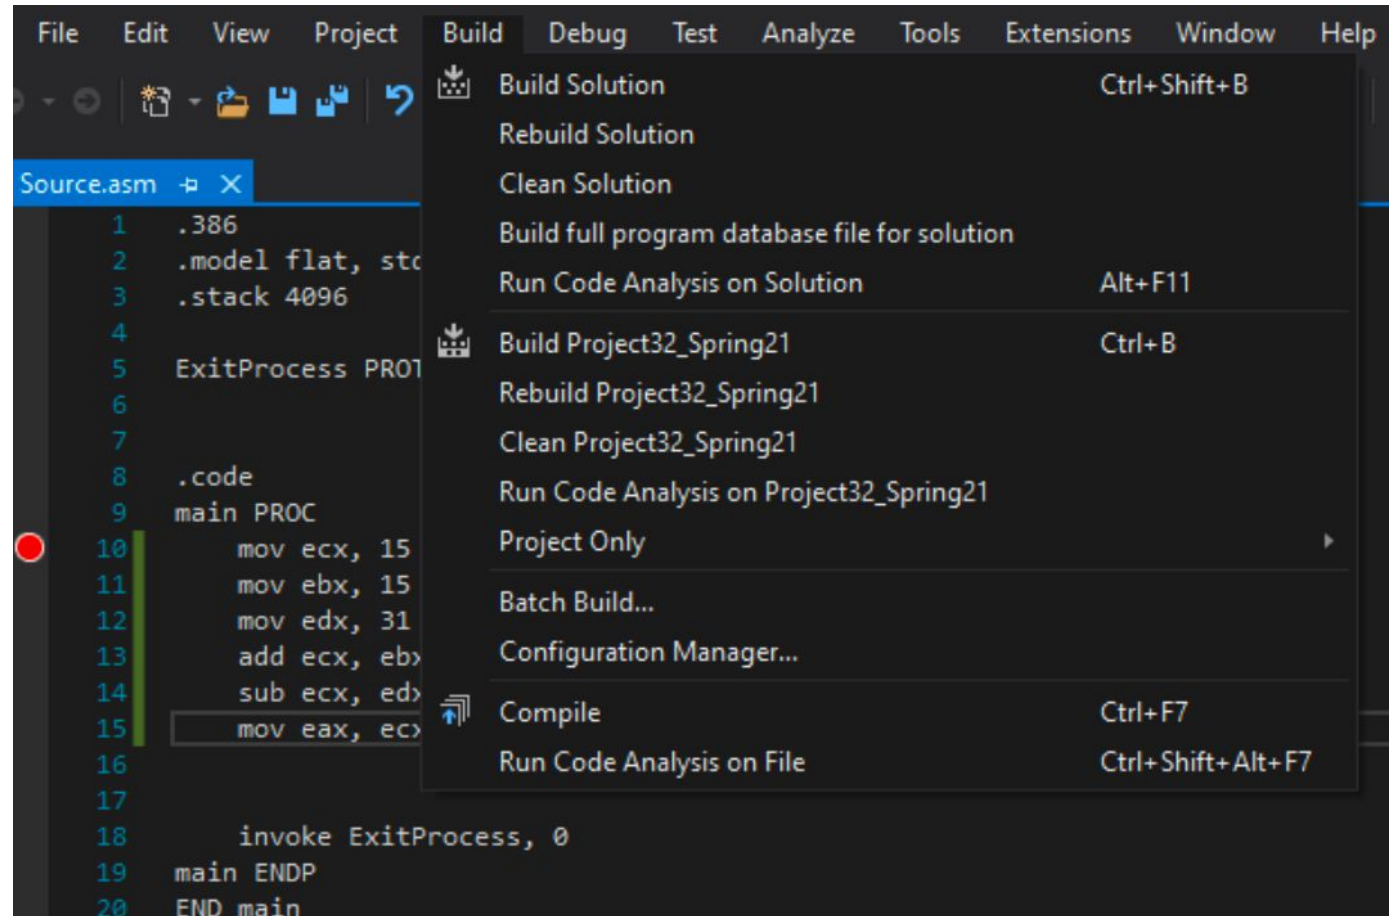 File Edit View Project Build Debug Test Analyze Tools Extensions Window Help
Build Solution Ctrl+Shift+B
Rebuild Solution
Clean Solution
Build full program database file for solution
Run Code Analysis on Solution Alt+F11
Build Project32_Spring21 Ctrl+B
Rebuild Project32_Spring21
Clean Project32_Spring21
Run Code Analysis on Project32_Spring21
Project Only
Batch Build...
Configuration Manager...
Compile Ctrl+F7
Run Code Analysis on File Ctrl+Shift+Alt+F7
Source.asm
1 .386
2 .model flat,
3 .stack 4096
4
5 ExitProcess
6
7
8 .code
9 main PROC
10 mov ecx, 15
11 mov ebx, 15
12 mov edx, 31
13 add ecx, ebx
14 sub ecx, edx
15 mov eax, ecx
16
17
18 invoke ExitProcess, 0
19 main ENDP
20 END main